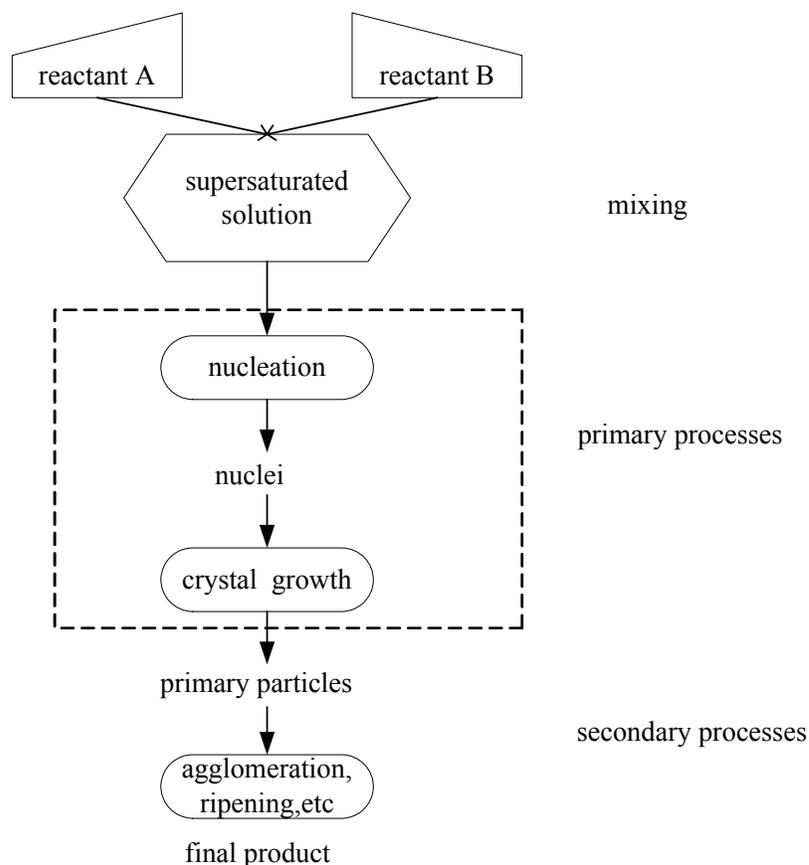 reactant A
reactant B
supersaturated
solution
mixing
nucleation
primary processes
nuclei
crystal growth
primary particles
secondary processes
agglomeration,
ripening,etc
final product